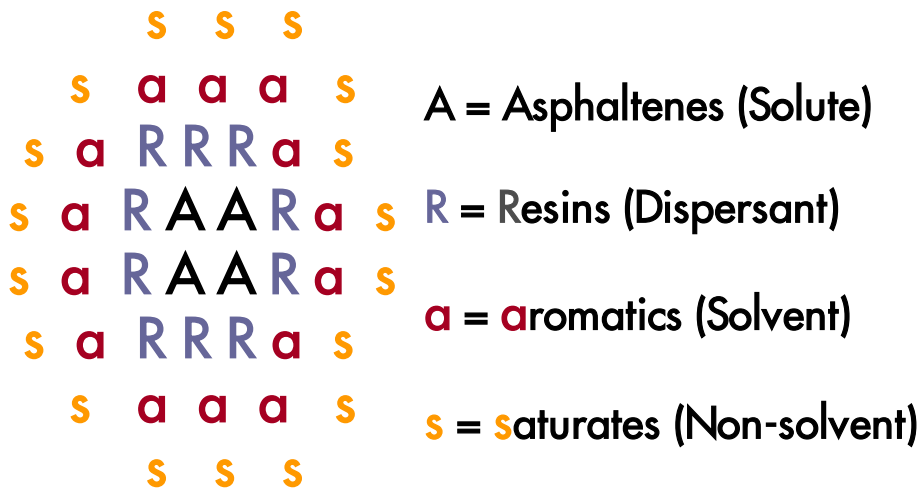 s s s
s a a a s
s a R R R a s
s a R A A R a s
s a R A A R a s
s a R R R a s
s a a a s
s s s
A = Asphaltenes (Solute)
R = Resins (Dispersant)
a = aromatics (Solvent)
s = saturates (Non-solvent)